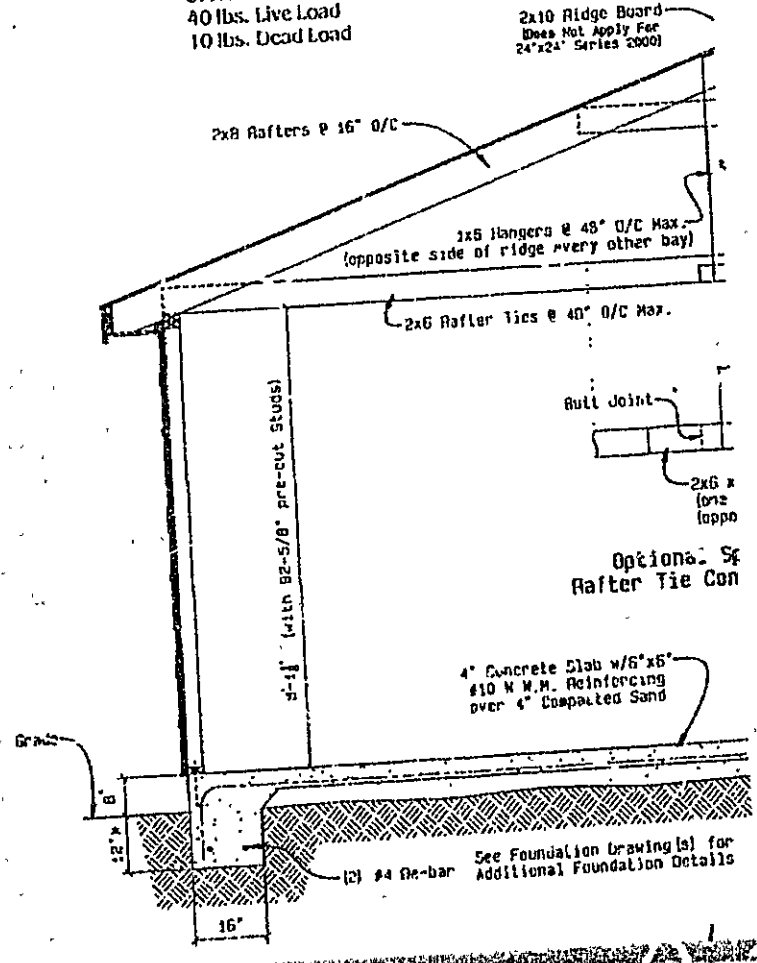 40 lbs. Live Load
10 lbs. Dead Load
2x10 Ridge Board
(Does Not Apply For
24'x24' Series 2000)
2x8 Rafters @ 16" O/C
1x6 Hangers @ 48" O/C Max.
(opposite side of ridge every other bay)
2x6 Rafter Ties @ 48" O/C Max.
(with 92-5/8" pre-cut Studs)
Butt Joint
2x6 x
(one
(oppo
Optional Sp
Rafter Tie Con
4" Concrete Slab w/6"x6"
#10 W.M. Reinforcing
over 4" Compacted Sand
Grade
8"
12"
(2) #4 Re-bar
See Foundation Drawing(s) for
Additional Foundation Details
16"